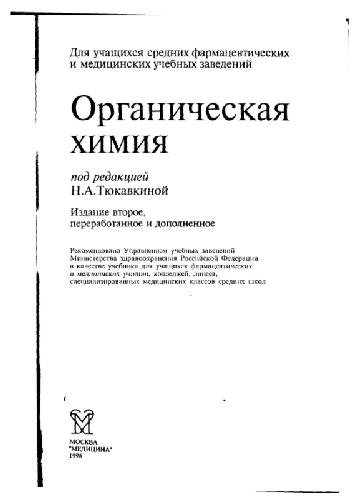 Для учащихся средних фармацевтических
и медицинских учебных заведений
Органическая
химия
под редакцией
Н.А.Тюкавкиной
Издание второе,
переработанное и дополненное
Рекомендовано Управлением учебных заведений
Министерства здравоохранения Российской Федерации
в качестве учебника для учащихся фармацевтических
и медицинских училищ, колледжей, лицеев,
специализированных медицинских классов средних школ
МОСКВА
"МЕДИЦИНА"
1998